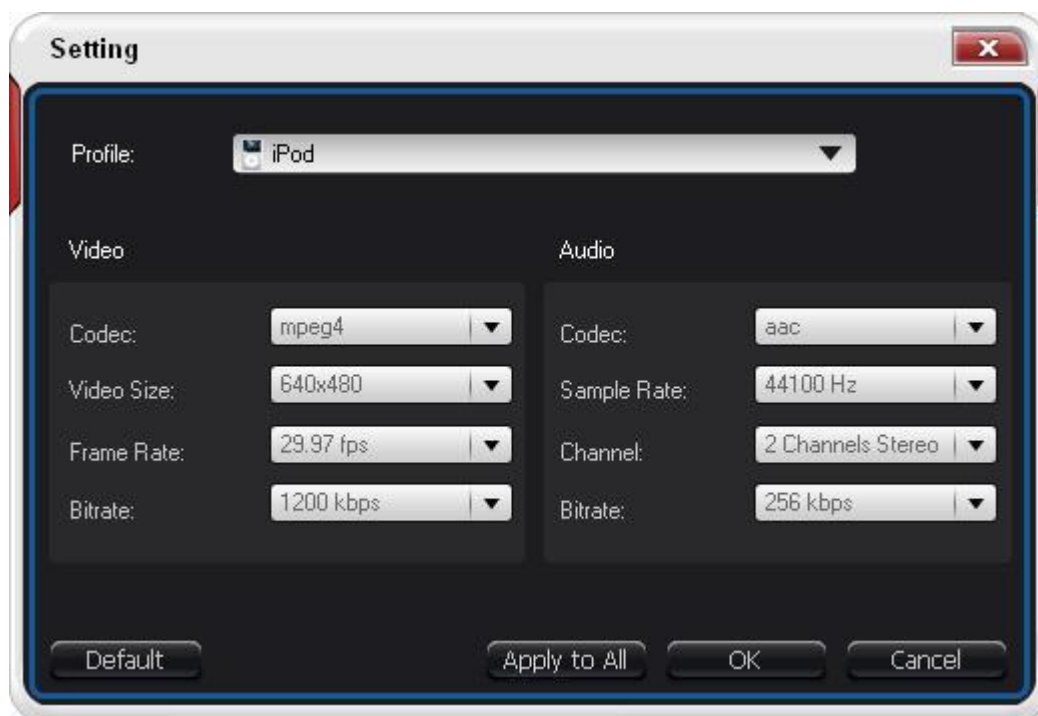 Setting
Profile: iPod
Video Audio
Codec: mpeg4 Codec: aac
Video Size: 640x480 Sample Rate: 44100 Hz
Frame Rate: 29.97 fps Channel: 2 Channels Stereo
Bitrate: 1200 kbps Bitrate: 256 kbps
Default Apply to All OK Cancel